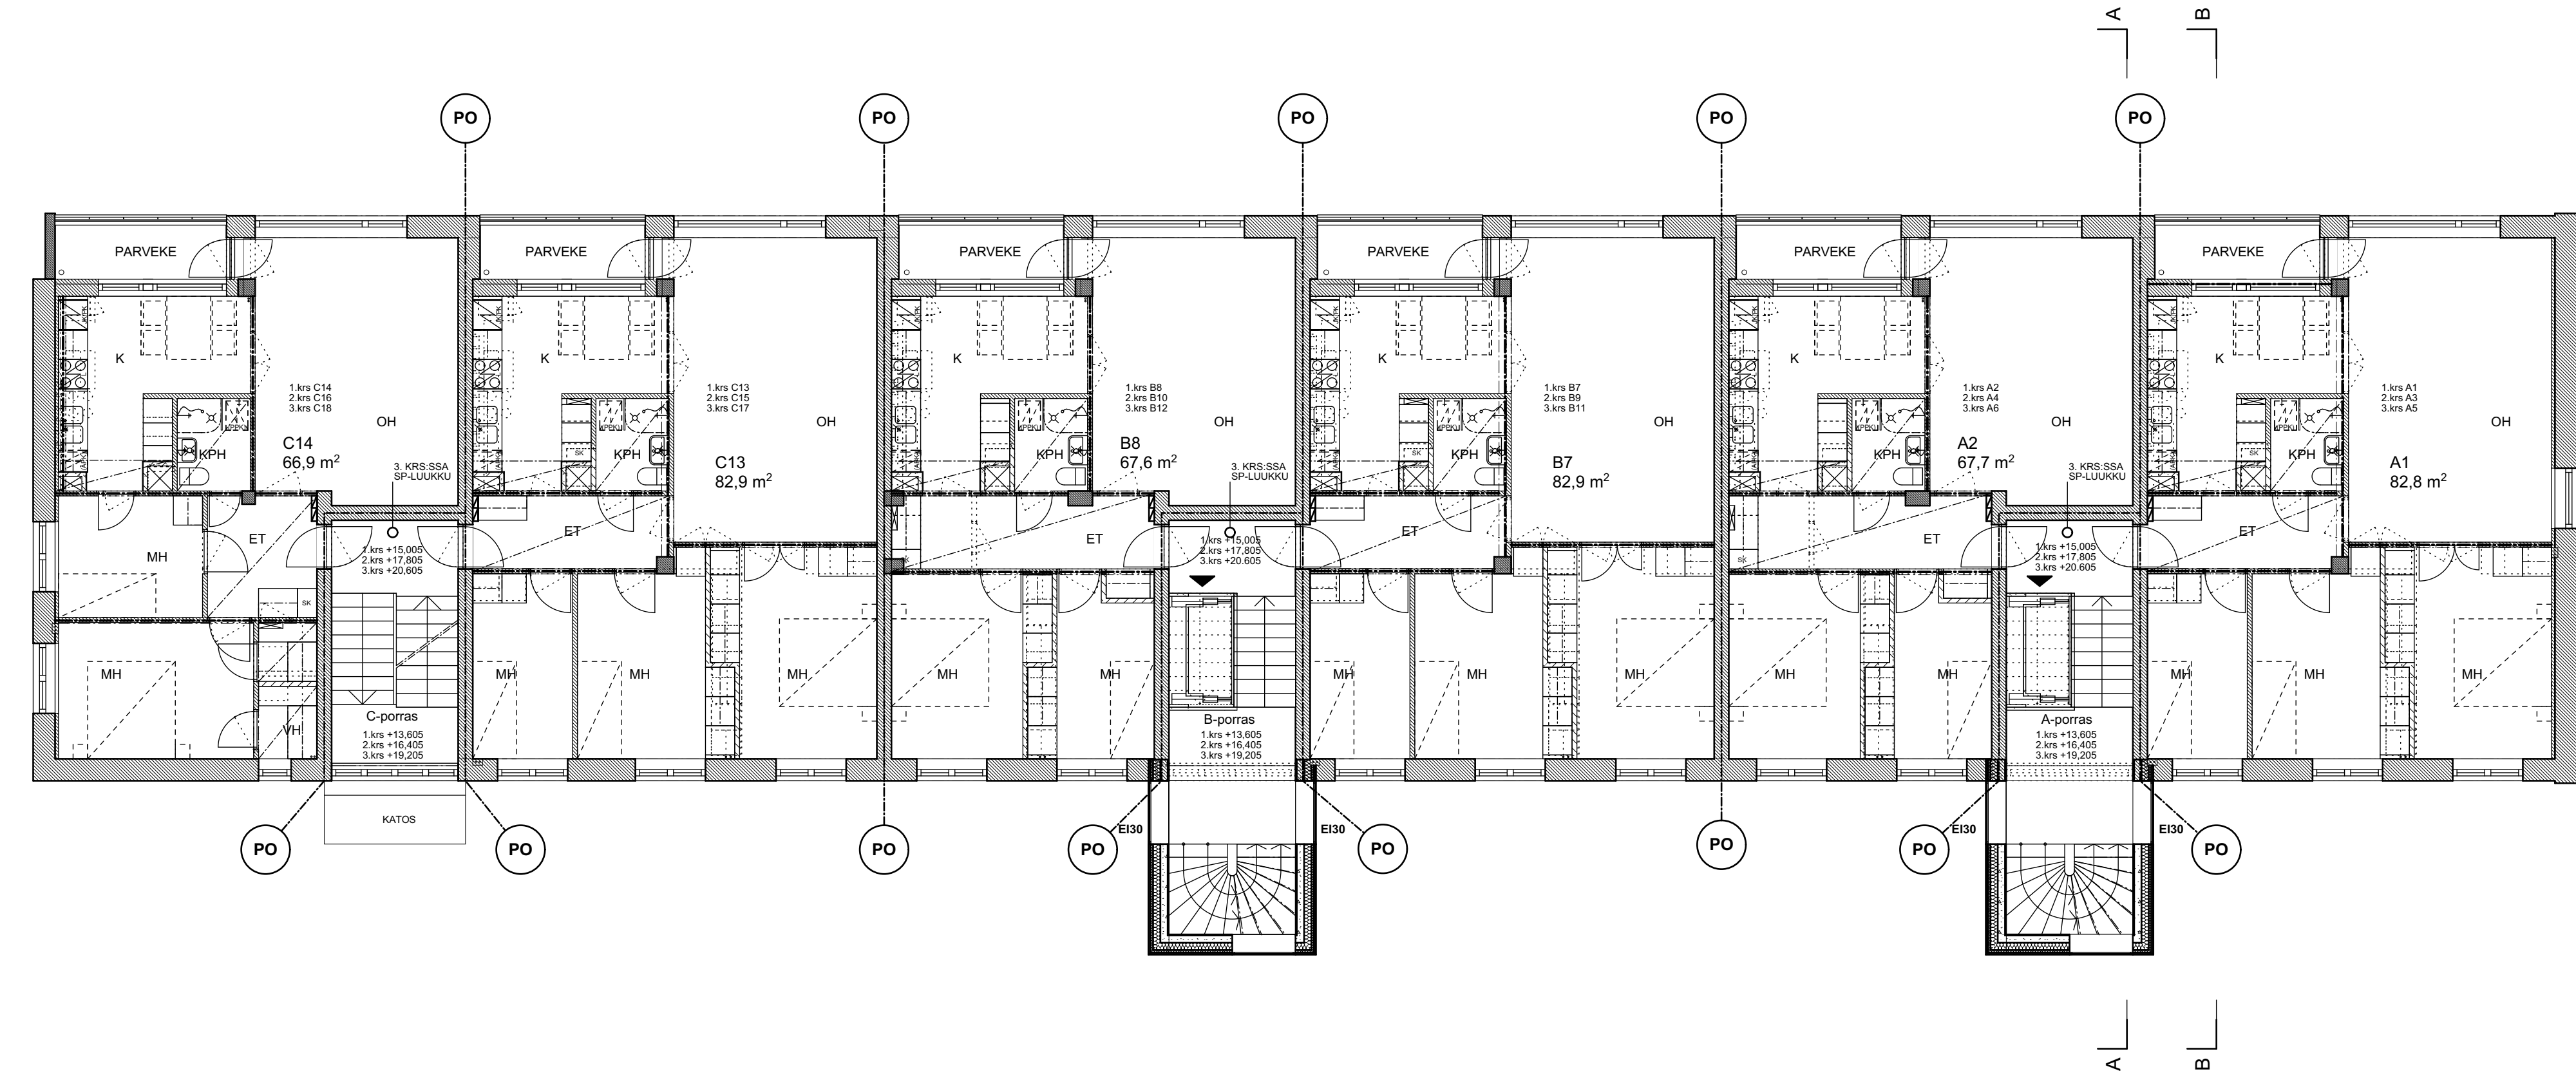 A
B
PO
PO
PO
PO
PO
PARVEKE
PARVEKE
PARVEKE
PARVEKE
PARVEKE
PARVEKE
K
K
K
K
K
K
1.krs C14
2.krs C16
3.krs C18
OH
C14
66,9 m²
KPH
3. KRS:SSA
SP-LUUKKU
1.krs C13
2.krs C15
3.krs C17
OH
C13
82,9 m²
KPH
SK
1.krs B8
2.krs B10
3.krs B12
OH
B8
67,6 m²
KPH
3. KRS:SSA
SP-LUUKKU
1.krs B7
2.krs B9
3.krs B11
OH
B7
82,9 m²
KPH
SK
1.krs A2
2.krs A4
3.krs A6
OH
A2
67,7 m²
KPH
3. KRS:SSA
SP-LUUKKU
1.krs A1
2.krs A3
3.krs A5
OH
A1
82,8 m²
KPH
SK
MH
ET
1.krs +15,005
2.krs +17,805
3.krs +20,605
ET
ET
1.krs +15,005
2.krs +17,805
3.krs +20.605
ET
ET
SK
1.krs +15,005
2.krs +17,805
3.krs +20.605
ET
SK
MH
VH
C-porras
1.krs +13,605
2.krs +16,405
3.krs +19,205
MH
MH
MH
MH
MH
B-porras
1.krs +13,605
2.krs +16,405
3.krs +19,205
MH
MH
MH
MH
MH
A-porras
1.krs +13,605
2.krs +16,405
3.krs +19,205
MH
MH
MH
KATOS
PO
PO
PO
PO
EI30
EI30
PO
PO
PO
EI30
EI30
PO
A
B